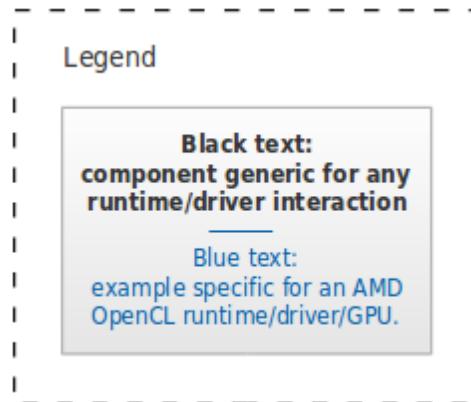 Legend
Black text:
component generic for any
runtime/driver interaction
Blue text:
example specific for an AMD
OpenCL runtime/driver/GPU.